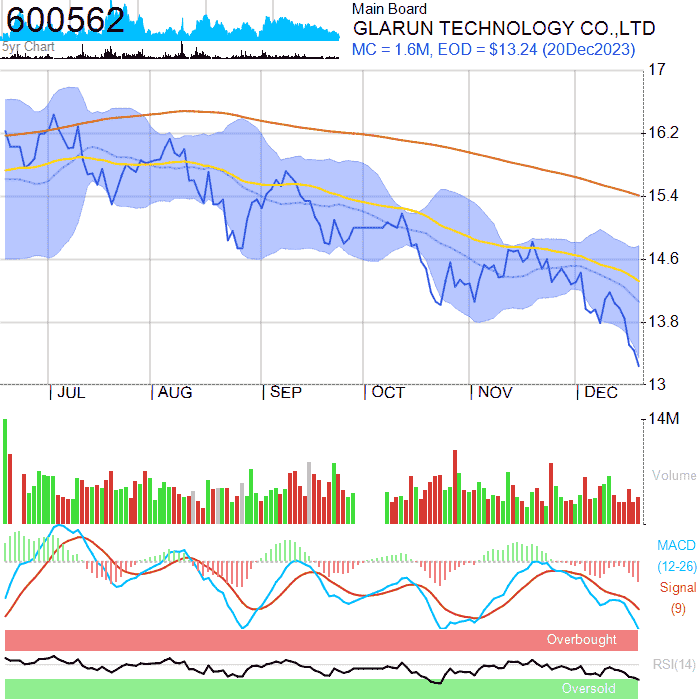 600562
5yr Chart
Main Board
GLARUN TECHNOLOGY CO.,LTD
MC = 1.6M, EOD = $13.24 (20Dec2023)
17
16.2
15.4
14.6
13.8
13
JUL AUG SEP OCT NOV DEC
14M
Volume
MACD
(12-26)
Signal
(9)
Overbought
RSI(14)
Oversold